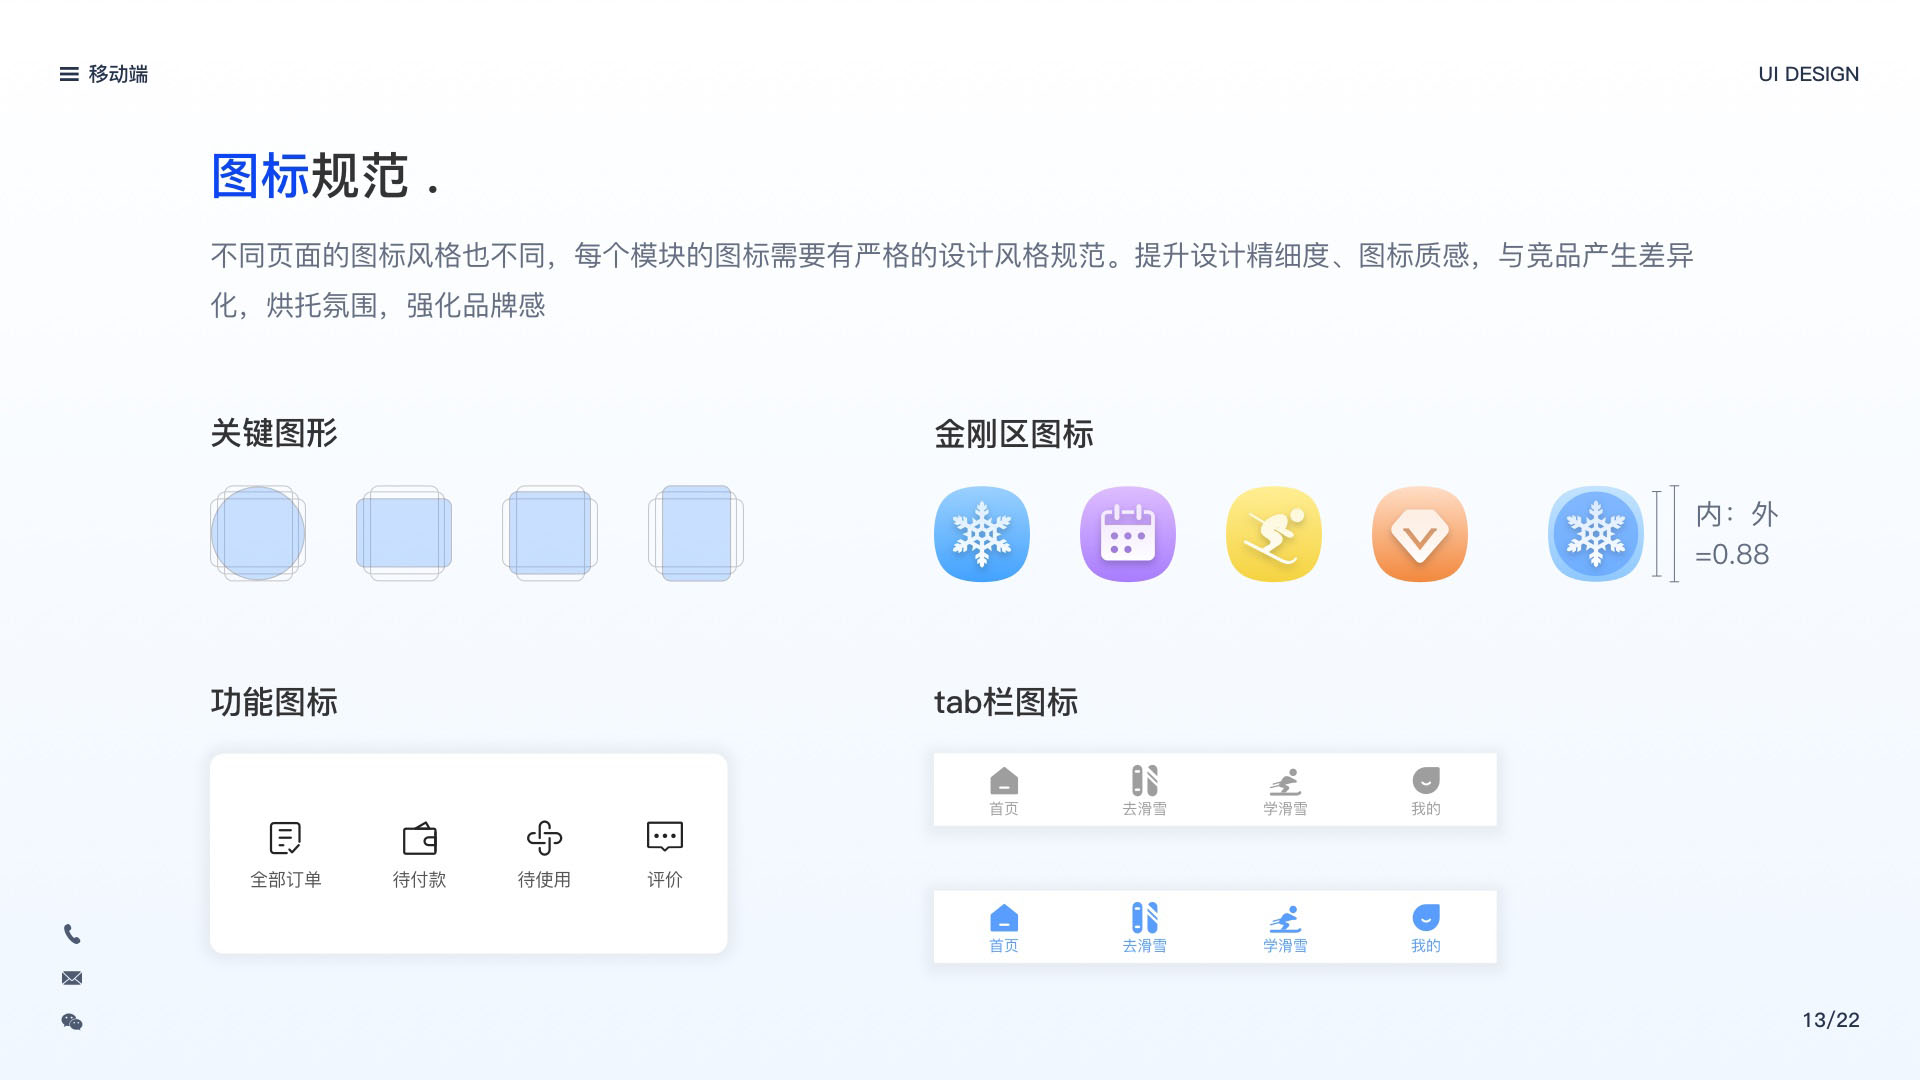 移动端
UI DESIGN
图标规范 .
不同页面的图标风格也不同，每个模块的图标需要有严格的设计风格规范。提升设计精细度、图标质感，与竞品产生差异
化，烘托氛围，强化品牌感
关键图形
金刚区图标
内：外
=0.88
功能图标
全部订单 待付款 待使用 评价
tab栏图标
首页 去滑雪 学滑雪 我的
首页 去滑雪 学滑雪 我的
13/22